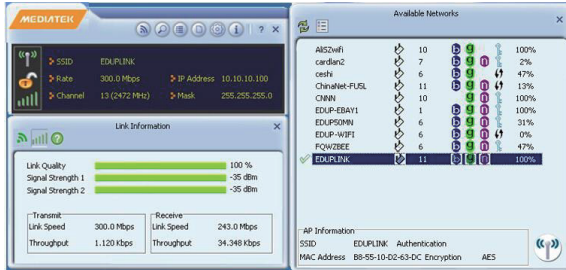 MEDIATEK
SSID EDUPLINK
Rate 300.0 Mbps IP Address 10.10.10.100
Channel 13 (2472 MHz) Mask 255.255.255.0
Link Information
Link Quality 100 %
Signal Strength 1 -35 dBm
Signal Strength 2 -35 dBm
Transmit Receive
Link Speed 300.0 Mbps Link Speed 243.0 Mbps
Throughput 1.120 Kbps Throughput 34.348 Kbps
Available Networks
AliSZwifi 10 b g 100%
cardlan2 7 b g n 2%
ceshi 6 b g 47%
ChinaNet-FUSL 11 b g n 13%
CNNN 10 g 100%
EDUP-EBAY1 1 b g n 100%
EDUP50MN 6 b g n 31%
EDUP-WIFI 6 b g n 0%
FQWZBEE 6 b g n 47%
EDUPLINK 11 b g n 100%
AP Information
SSID EDUPLINK Authentication
MAC Address B8-55-10-D2-63-DC Encryption AES